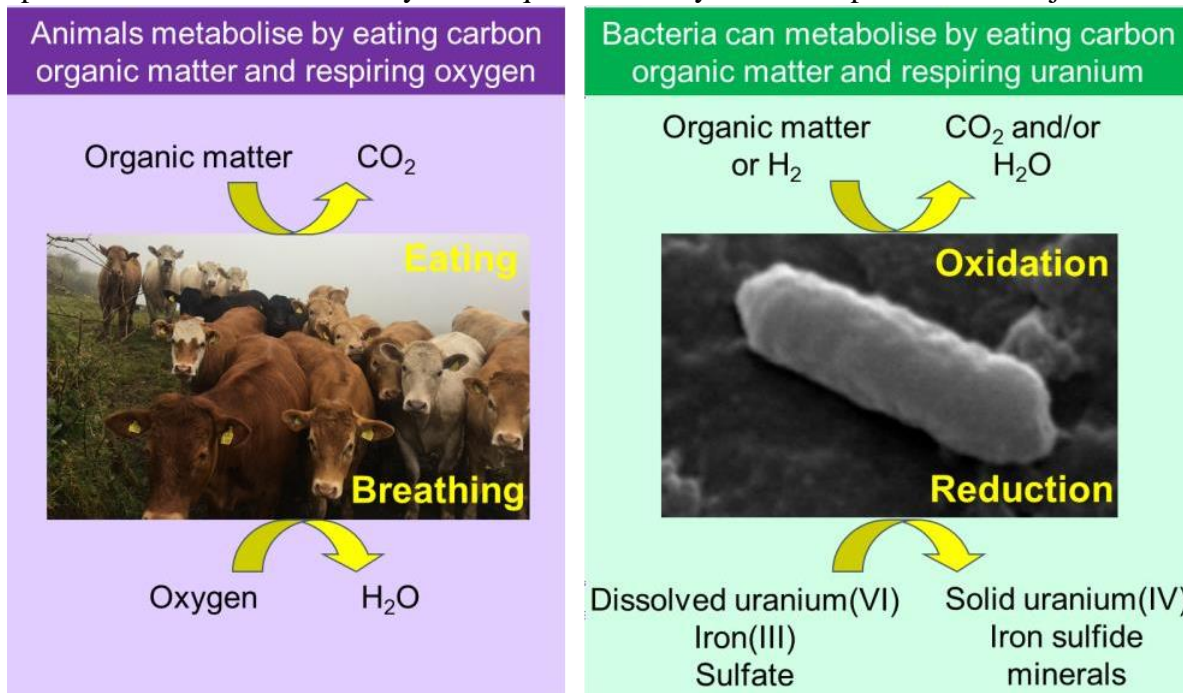 Animals metabolise by eating carbon
organic matter and respiring oxygen
Organic matter CO₂
Eating
Breathing
Oxygen H₂O
Bacteria can metabolise by eating carbon
organic matter and respiring uranium
Organic matter CO₂ and/or
or H₂ H₂O
Oxidation
Reduction
Dissolved uranium(VI) Solid uranium(IV)
Iron(III) Iron sulfide
Sulfate minerals